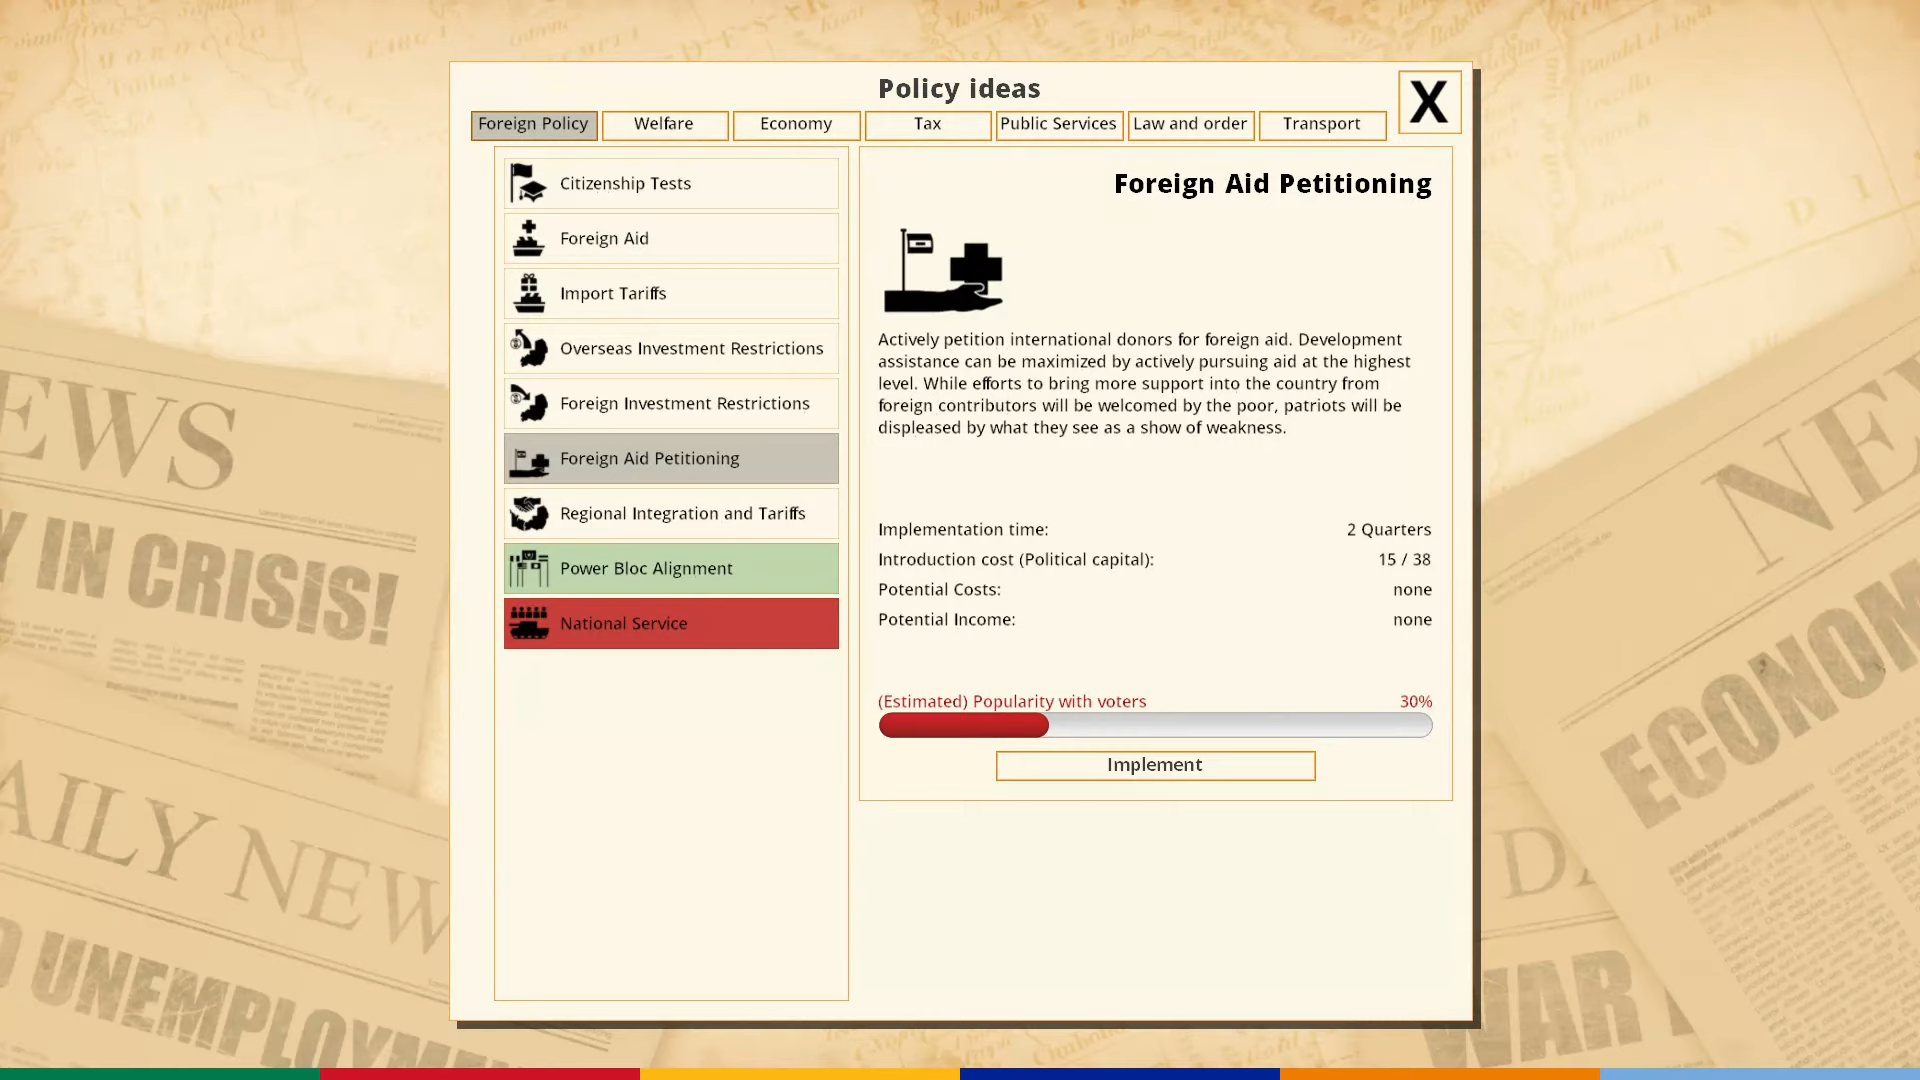 Policy ideas
X
Foreign Policy
Welfare
Economy
Tax
Public Services
Law and order
Transport
Citizenship Tests
Foreign Aid
Import Tariffs
Overseas Investment Restrictions
Foreign Investment Restrictions
Foreign Aid Petitioning
Regional Integration and Tariffs
Power Bloc Alignment
National Service
Foreign Aid Petitioning
Actively petition international donors for foreign aid. Development
assistance can be maximized by actively pursuing aid at the highest
level. While efforts to bring more support into the country from
foreign contributors will be welcomed by the poor, patriots will be
displeased by what they see as a show of weakness.
Implementation time: 2 Quarters
Introduction cost (Political capital): 15 / 38
Potential Costs: none
Potential Income: none
(Estimated) Popularity with voters 30%
Implement
EWS
Y IN CRISIS!
AILY NEW
O UNEMPLOYM
NE
ECONOM
DA
WAR